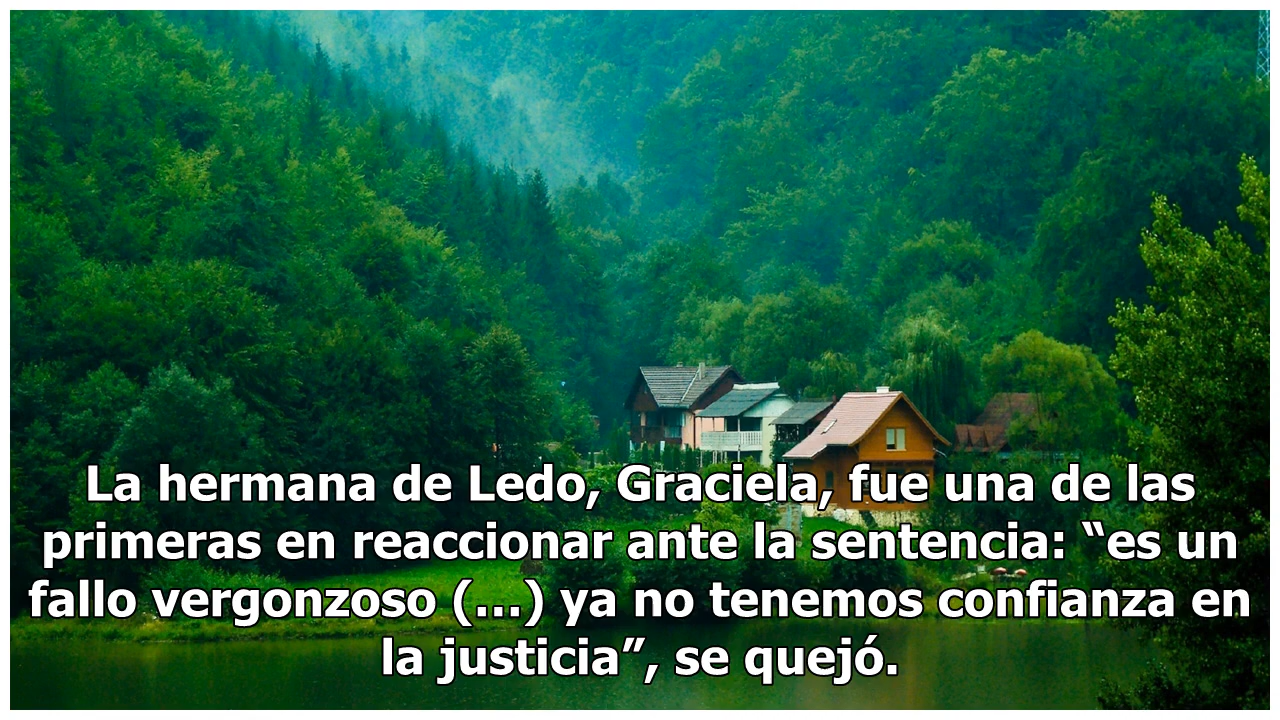 La hermana de Ledo, Graciela, fue una de las
primeras en reaccionar ante la sentencia: “es un
fallo vergonzoso (...) ya no tenemos confianza en
la justicia”, se quejó.